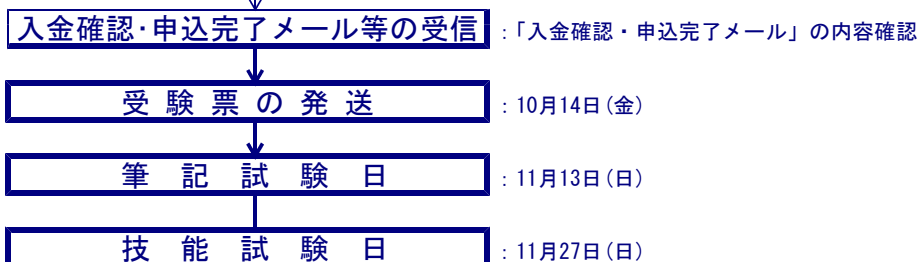 入金確認・申込完了メール等の受信 :「入金確認・申込完了メール」の内容確認
受験票の発送 : 10月14日(金)
筆記試験日 : 11月13日(日)
技能試験日 : 11月27日(日)